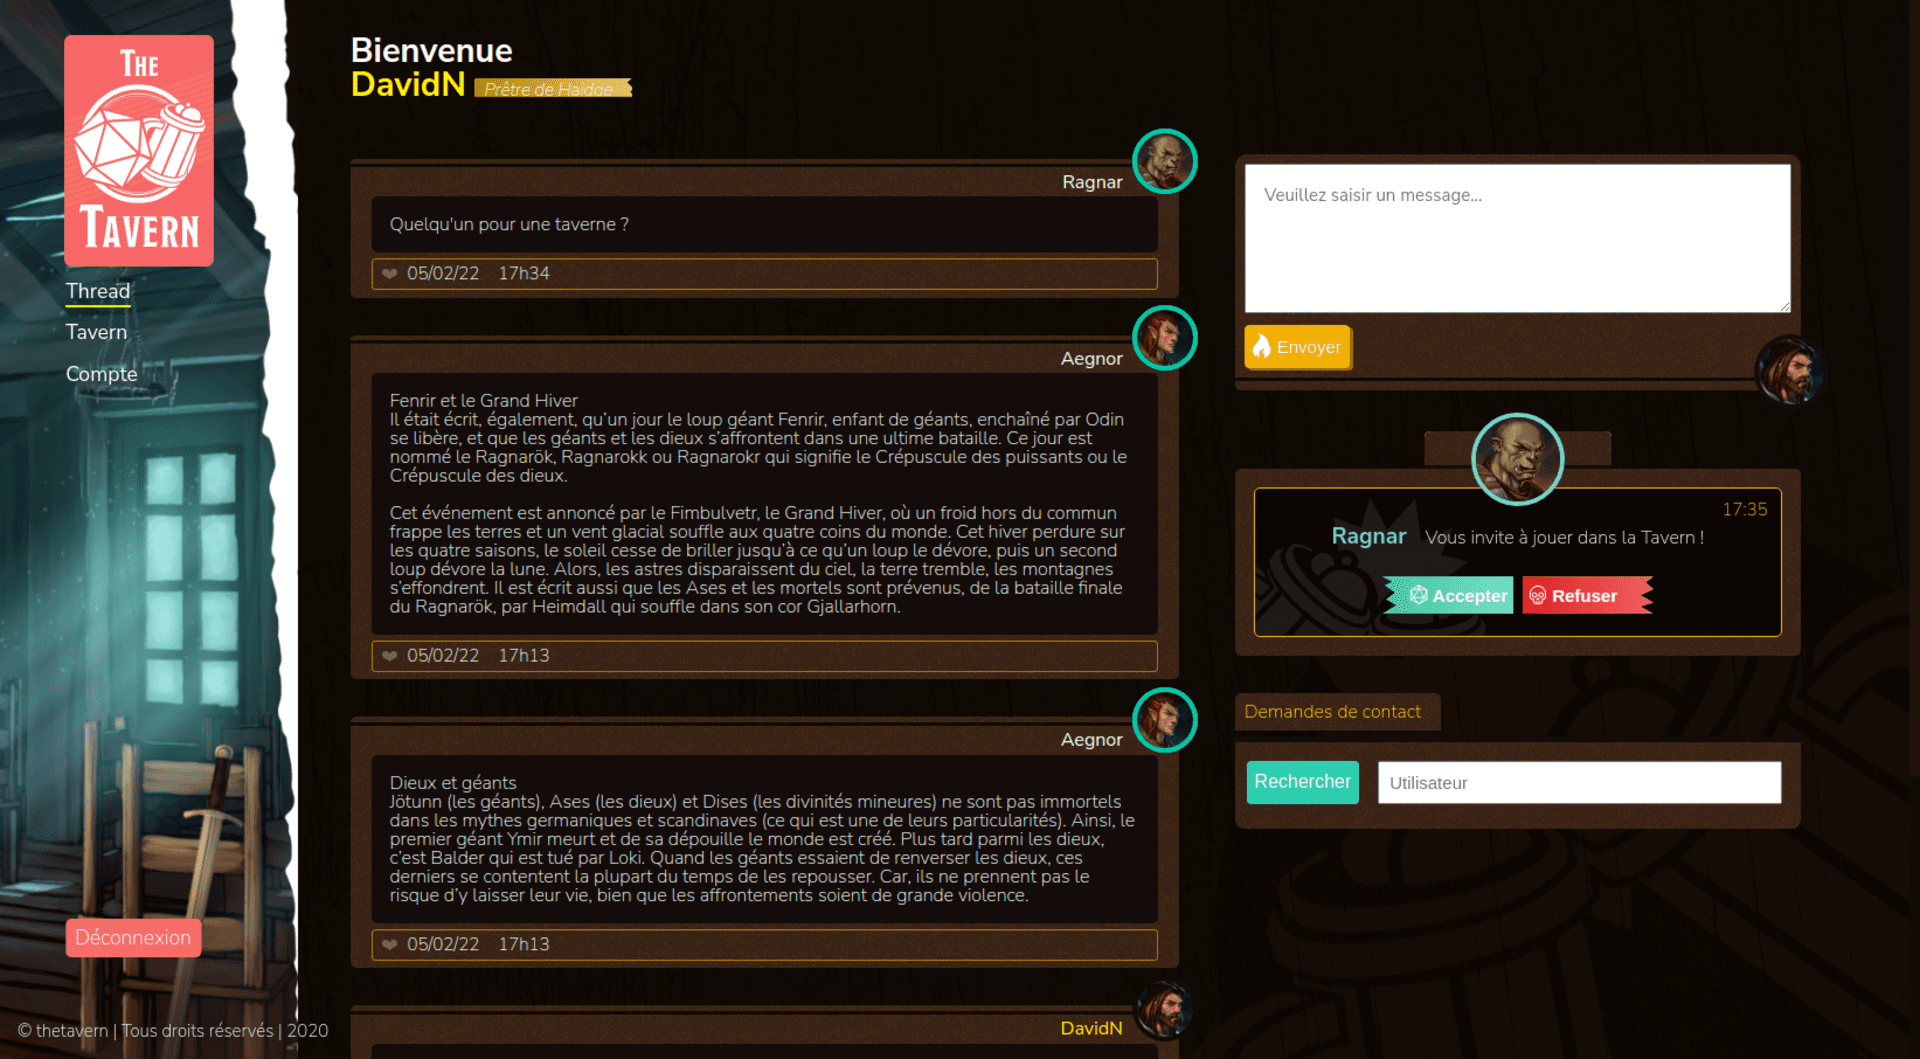 THE
TAVERN
Thread
Tavern
Compte
Déconnexion
© thetavern | Tous droits réservés | 2020
Bienvenue
DavidN Prêtre de Haidge
Ragnar
Quelqu'un pour une taverne ?
05/02/22 17h34
Aegnor
Fenrir et le Grand Hiver
Il était écrit, également, qu’un jour le loup géant Fenrir, enfant de géants, enchaîné par Odin
se libère, et que les géants et les dieux s’affrontent dans une ultime bataille. Ce jour est
nommé le Ragnarök, Ragnarokk ou Ragnarokr qui signifie le Crépuscule des puissants ou le
Crépuscule des dieux.
Cet événement est annoncé par le Fimbulvetr, le Grand Hiver, où un froid hors du commun
frappe les terres et un vent glacial souffle aux quatre coins du monde. Cet hiver perdure sur
les quatre saisons, le soleil cesse de briller jusqu’à ce qu’un loup le dévore, puis un second
loup dévore la lune. Alors, les astres disparaissent du ciel, la terre tremble, les montagnes
s’effondrent. Il est écrit aussi que les Ases et les mortels sont prévenus, de la bataille finale
du Ragnarök, par Heimdall qui souffle dans son cor Gjallarhorn.
05/02/22 17h13
Aegnor
Dieux et géants
Jötunn (les géants), Ases (les dieux) et Dises (les divinités mineures) ne sont pas immortels
dans les mythes germaniques et scandinaves (ce qui est une de leurs particularités). Ainsi, le
premier géant Ymir meurt et de sa dépouille le monde est créé. Plus tard parmi les dieux,
c’est Balder qui est tué par Loki. Quand les géants essaient de renverser les dieux, ces
derniers se contentent la plupart du temps de les repousser. Car, ils ne prennent pas le
risque d’y laisser leur vie, bien que les affrontements soient de grande violence.
05/02/22 17h13
DavidN
Veuillez saisir un message...
Envoyer
17:35
Ragnar Vous invite à jouer dans la Tavern !
Accepter Refuser
Demandes de contact
Rechercher Utilisateur